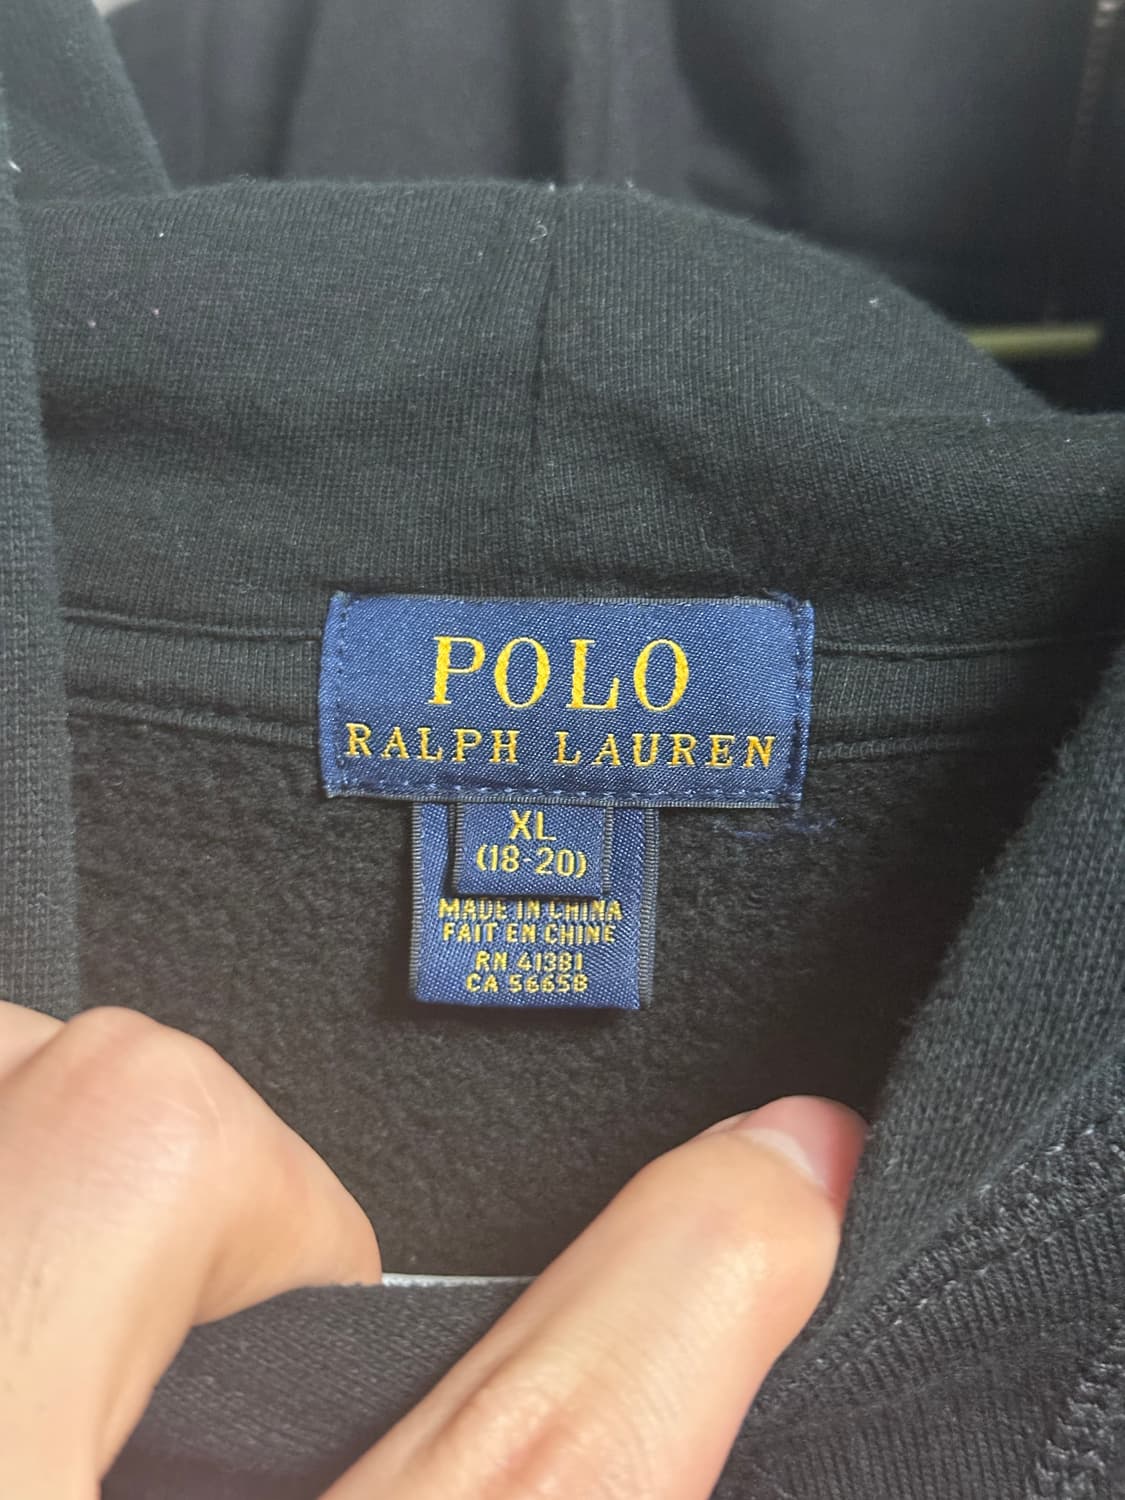 POLO
RALPH LAUREN
XL
(18-20)
MADE IN CHINA
FAIT EN CHINE
RN 41381
CA 56658